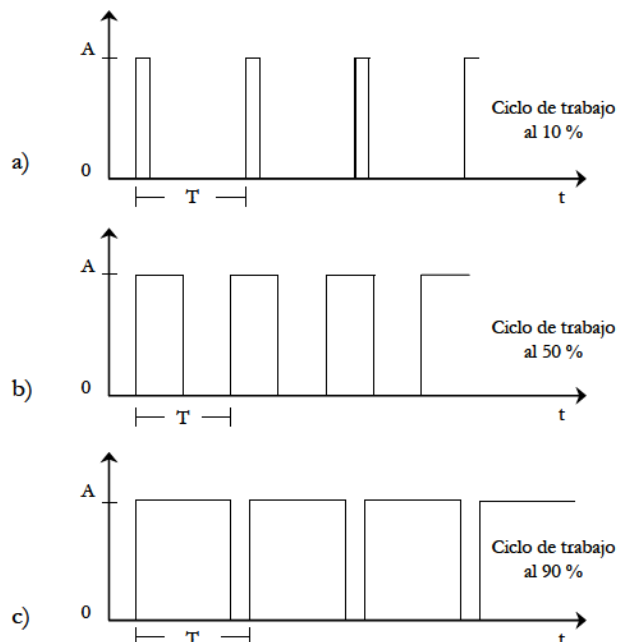 A
Ciclo de trabajo
al 10 %
0
a)
T
t
A
Ciclo de trabajo
al 50 %
0
b)
T
t
A
Ciclo de trabajo
al 90 %
0
c)
T